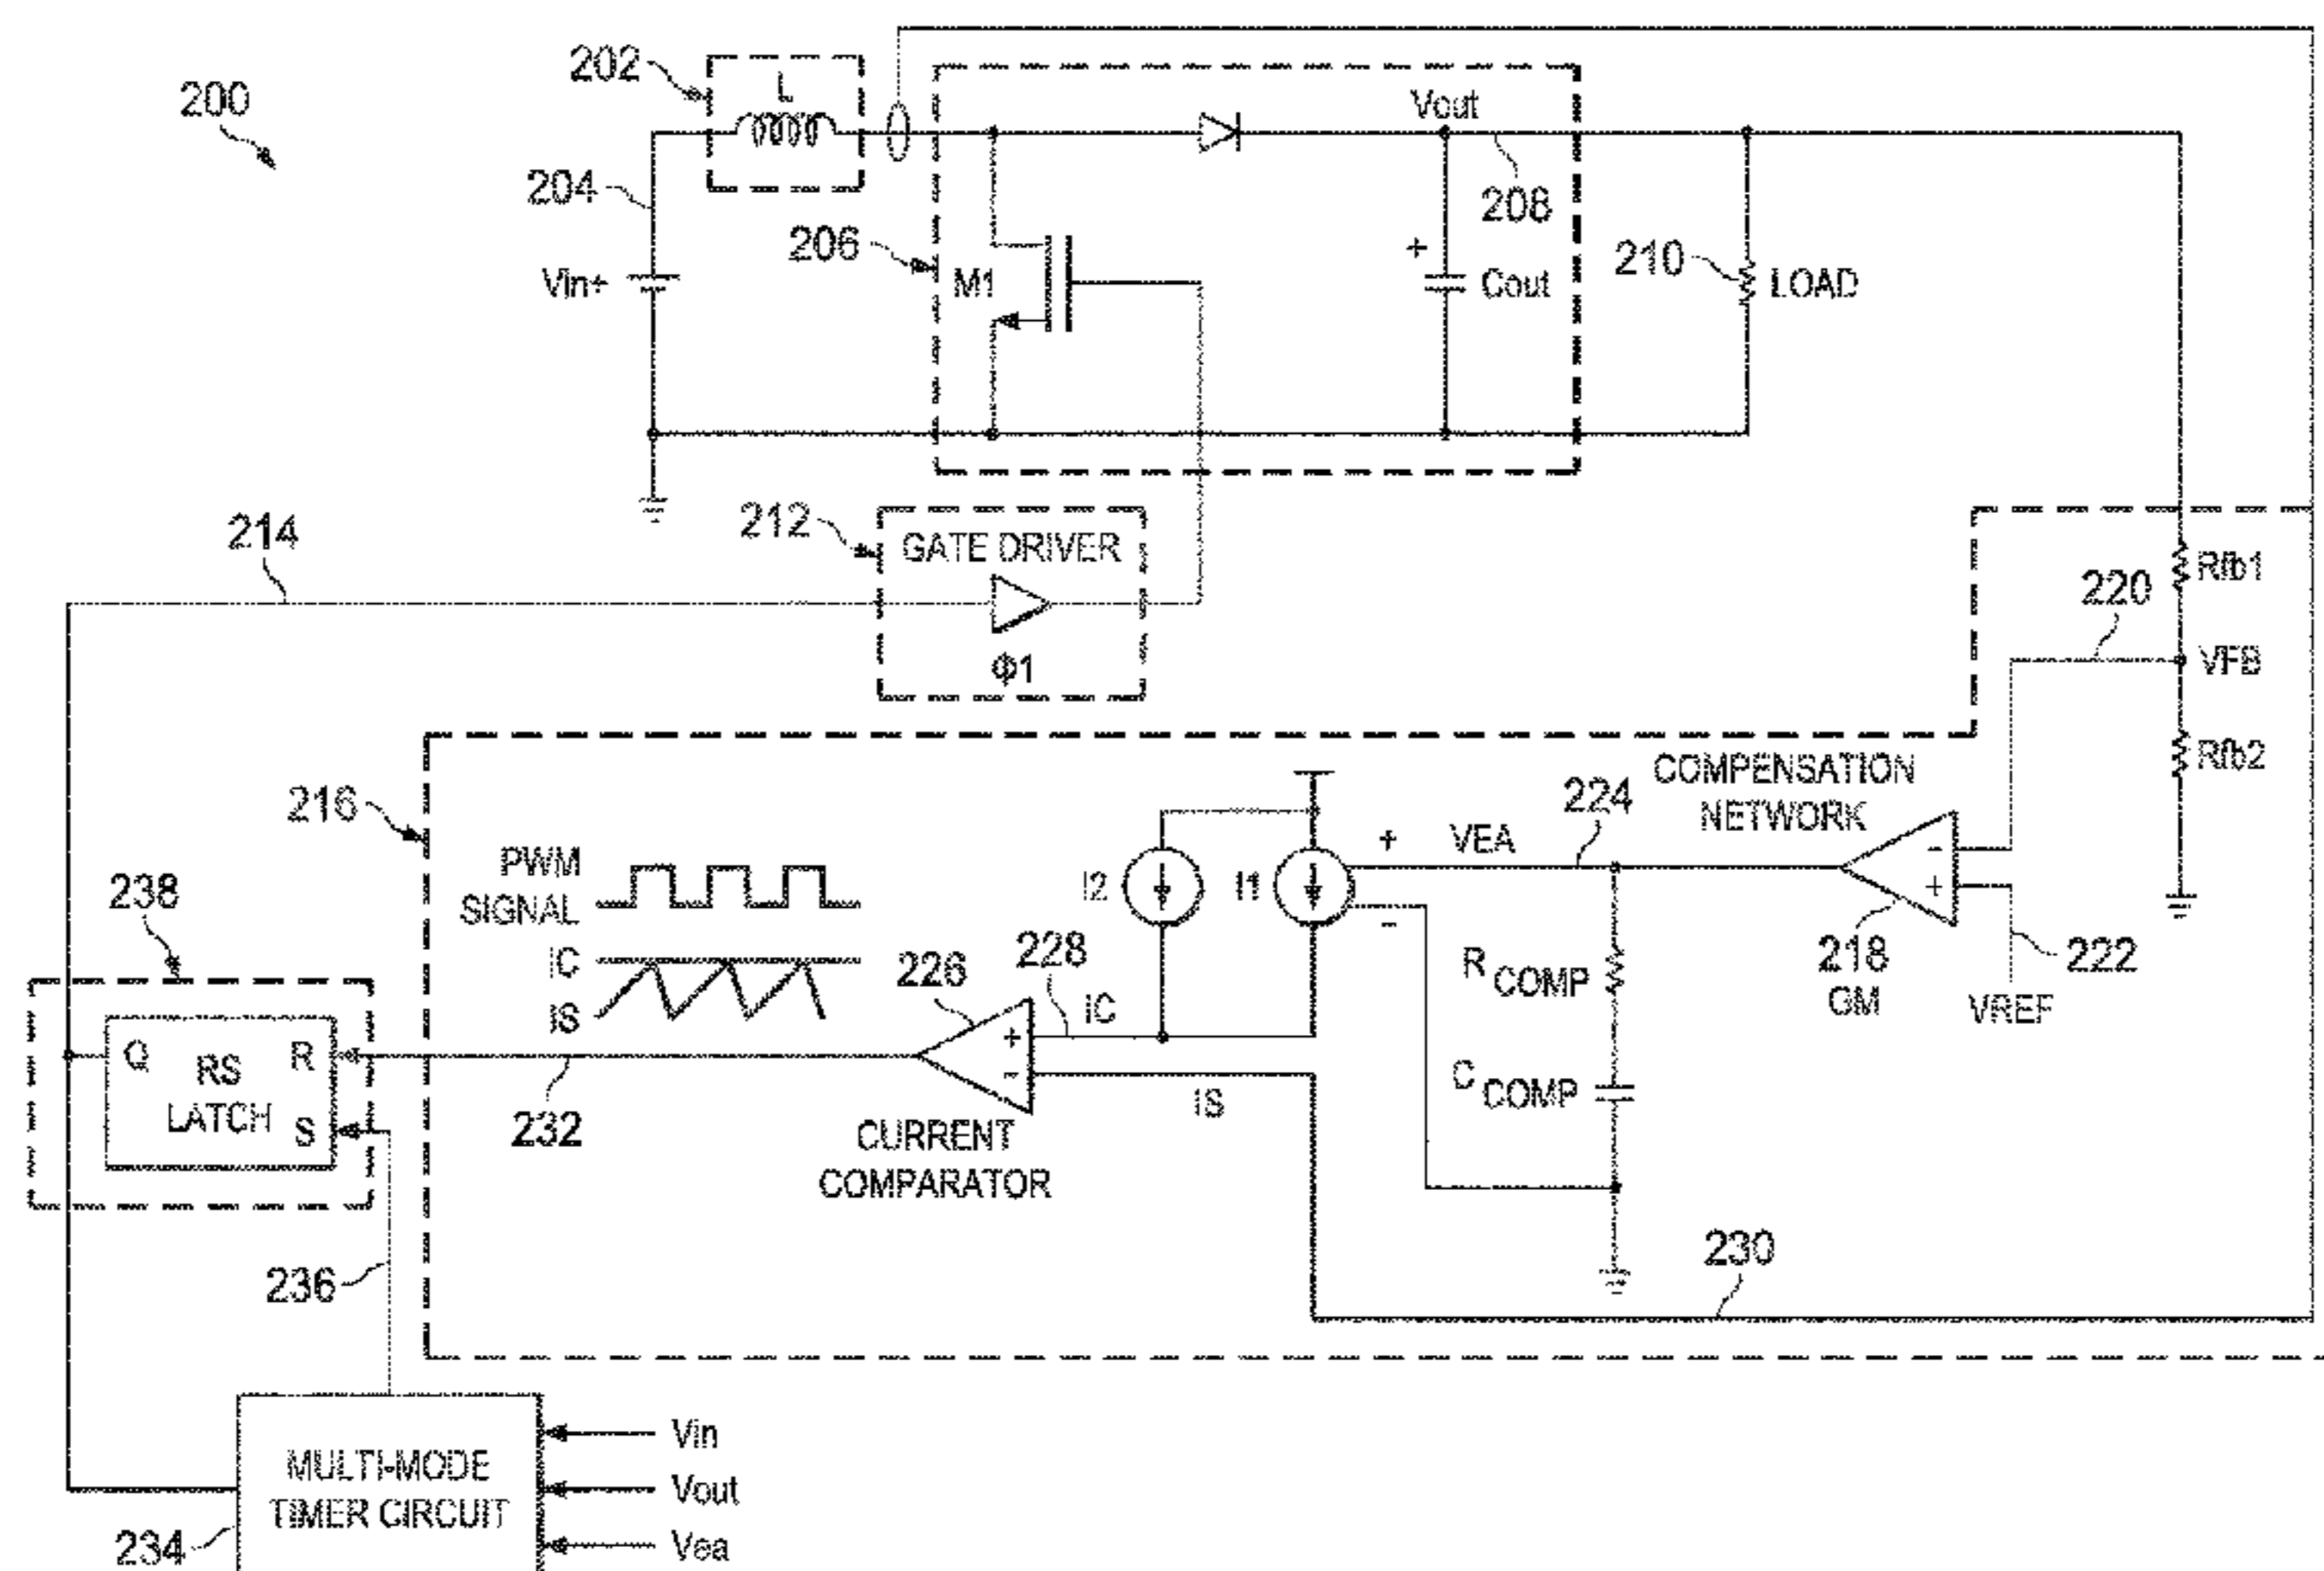 200
202
L
204
Vin+
206
M1
Vout
208
+
Cout
210
LOAD
212
GATE DRIVER
Φ1
214
Rfb1
220
VFB
Rfb2
216
COMPENSATION
NETWORK
224
+
VEA
-
I2
I1
-
+
218
GM
222
VREF
PWM
SIGNAL
IC
IS
226
228
IC
+
-
IS
R COMP
C COMP
238
Q
RS
LATCH
R
S
232
CURRENT
COMPARATOR
230
236
MULTI-MODE
TIMER CIRCUIT
234
Vin
Vout
Vea